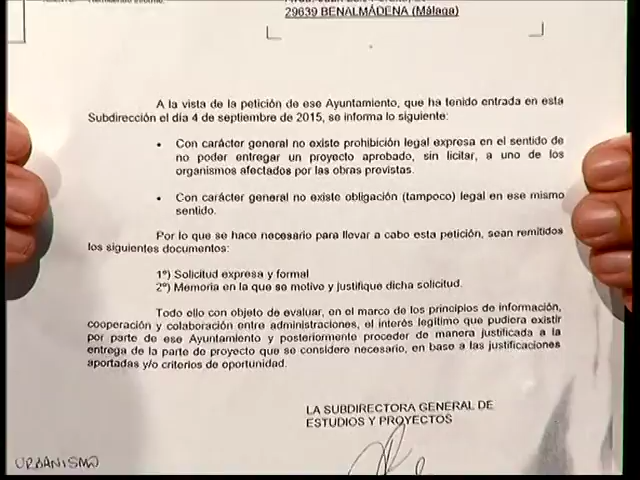 29639 BENALMÁDENA (Málaga)
A la vista de la petición de ese Ayuntamiento, que ha tenido entrada en esta
Subdirección el día 4 de septiembre de 2015, se informa lo siguiente:
• Con carácter general no existe prohibición legal expresa en el sentido de
no poder entregar un proyecto aprobado, sin licitar, a uno de los
organismos afectados por las obras previstas.
• Con carácter general no existe obligación (tampoco) legal en ese mismo
sentido.
Por lo que se hace necesario para llevar a cabo esta petición, sean remitidos
los siguientes documentos:
1º) Solicitud expresa y formal
2º) Memoria en la que se motive y justifique dicha solicitud.
Todo ello con objeto de evaluar, en el marco de los principios de información,
cooperación y colaboración entre administraciones, el interés legítimo que pudiera existir
por parte de ese Ayuntamiento y posteriormente proceder de manera justificada a la
entrega de la parte de proyecto que se considere necesario, en base a las justificaciones
aportadas y/o criterios de oportunidad.
LA SUBDIRECTORA GENERAL DE
ESTUDIOS Y PROYECTOS
URBANISMO